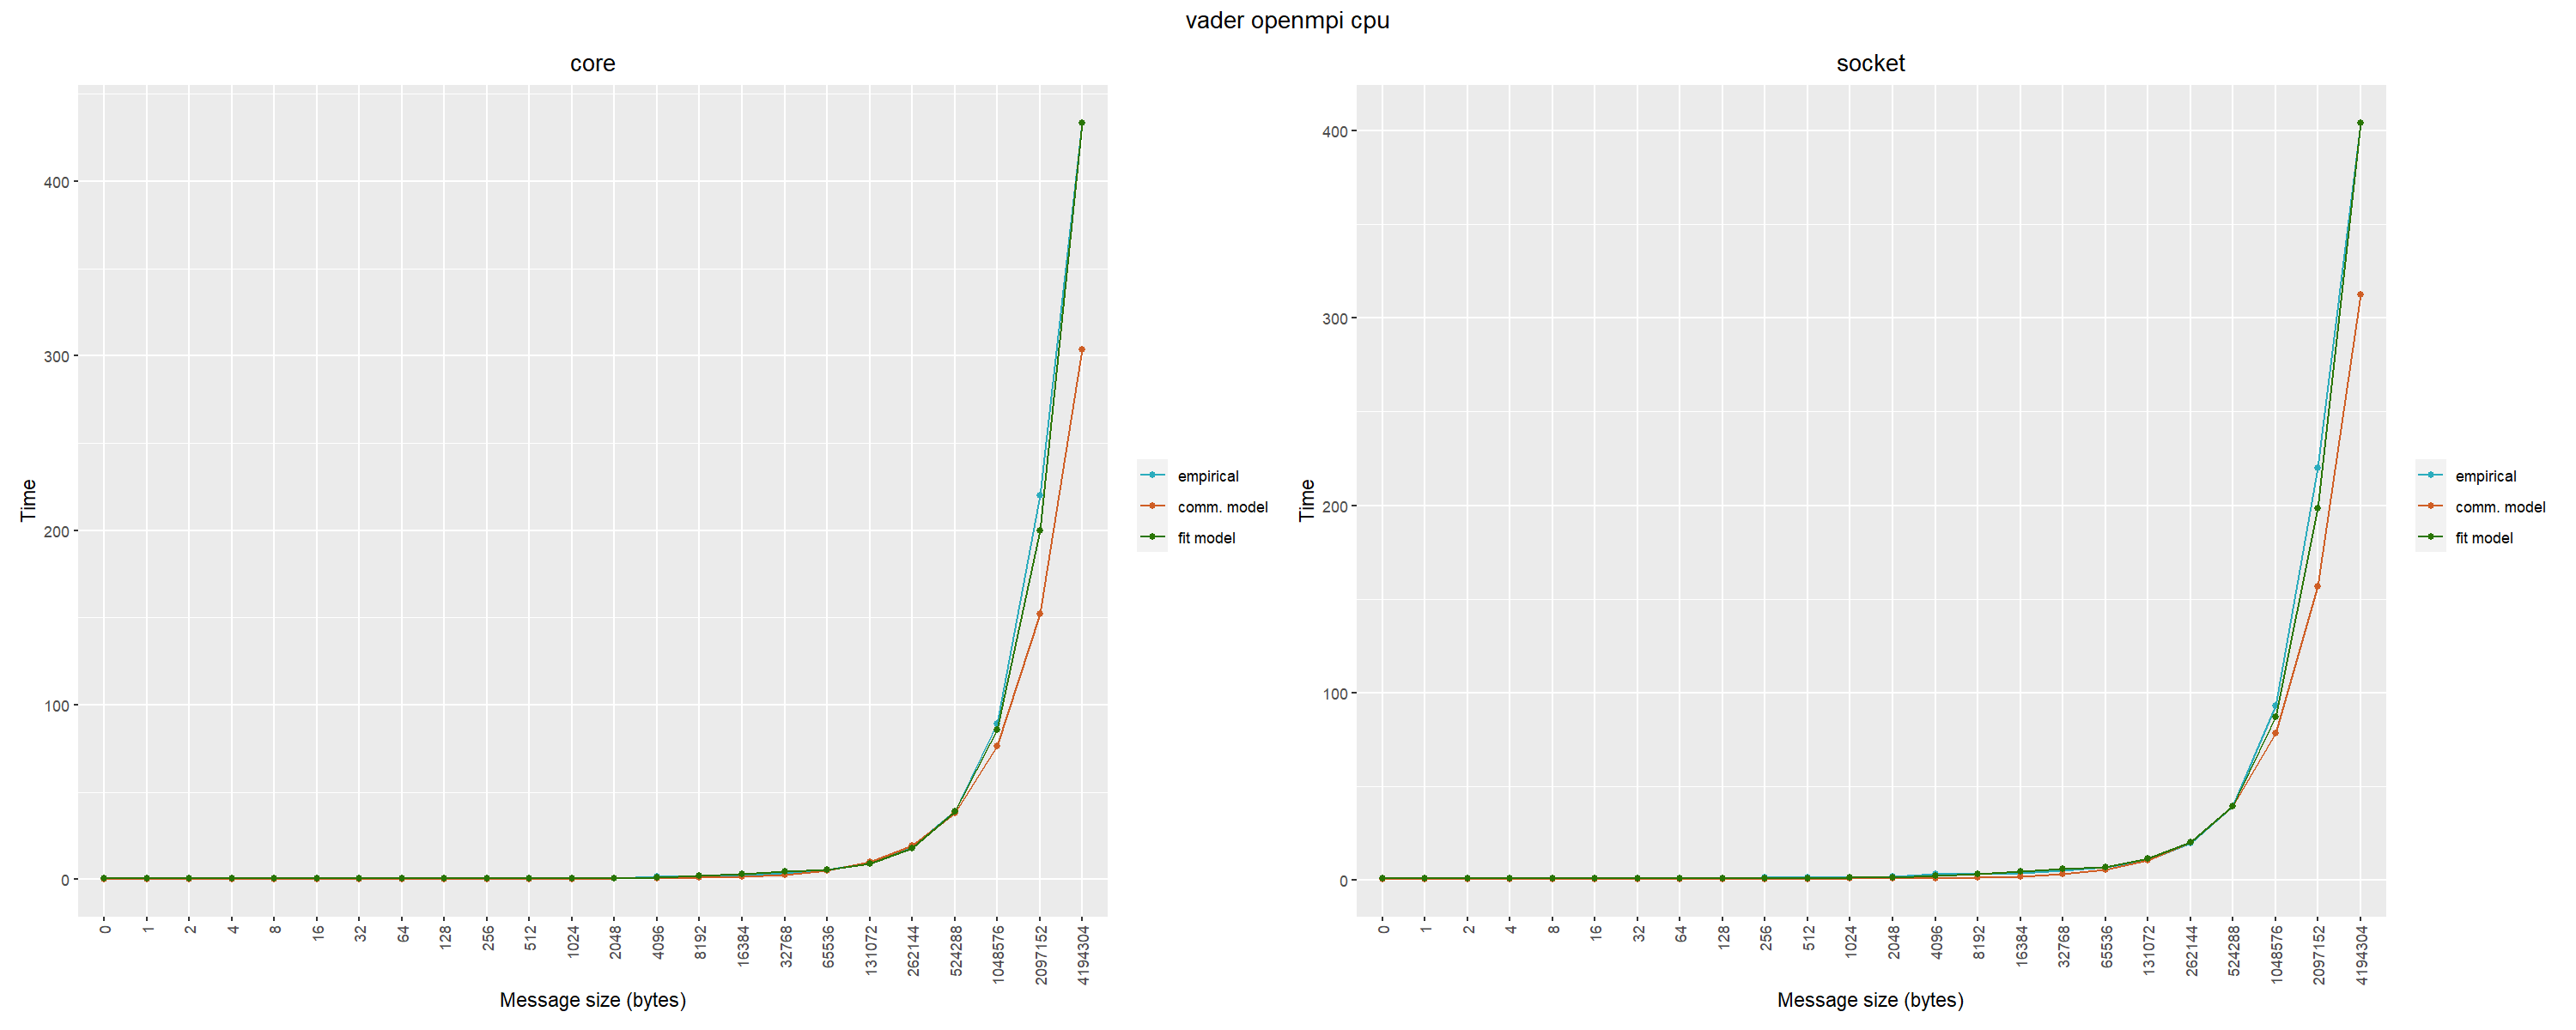 vader openmpi cpu
core
400
300
200
100
0
Time
0 1 2 4 8 16 32 64 128 256 512 1024 2048 4096 8192 16384 32768 65536 131072 262144 524288 1048576 2097152 4194304
Message size (bytes)
empirical
comm. model
fit model
socket
400
300
200
100
0
Time
0 1 2 4 8 16 32 64 128 256 512 1024 2048 4096 8192 16384 32768 65536 131072 262144 524288 1048576 2097152 4194304
Message size (bytes)
empirical
comm. model
fit model